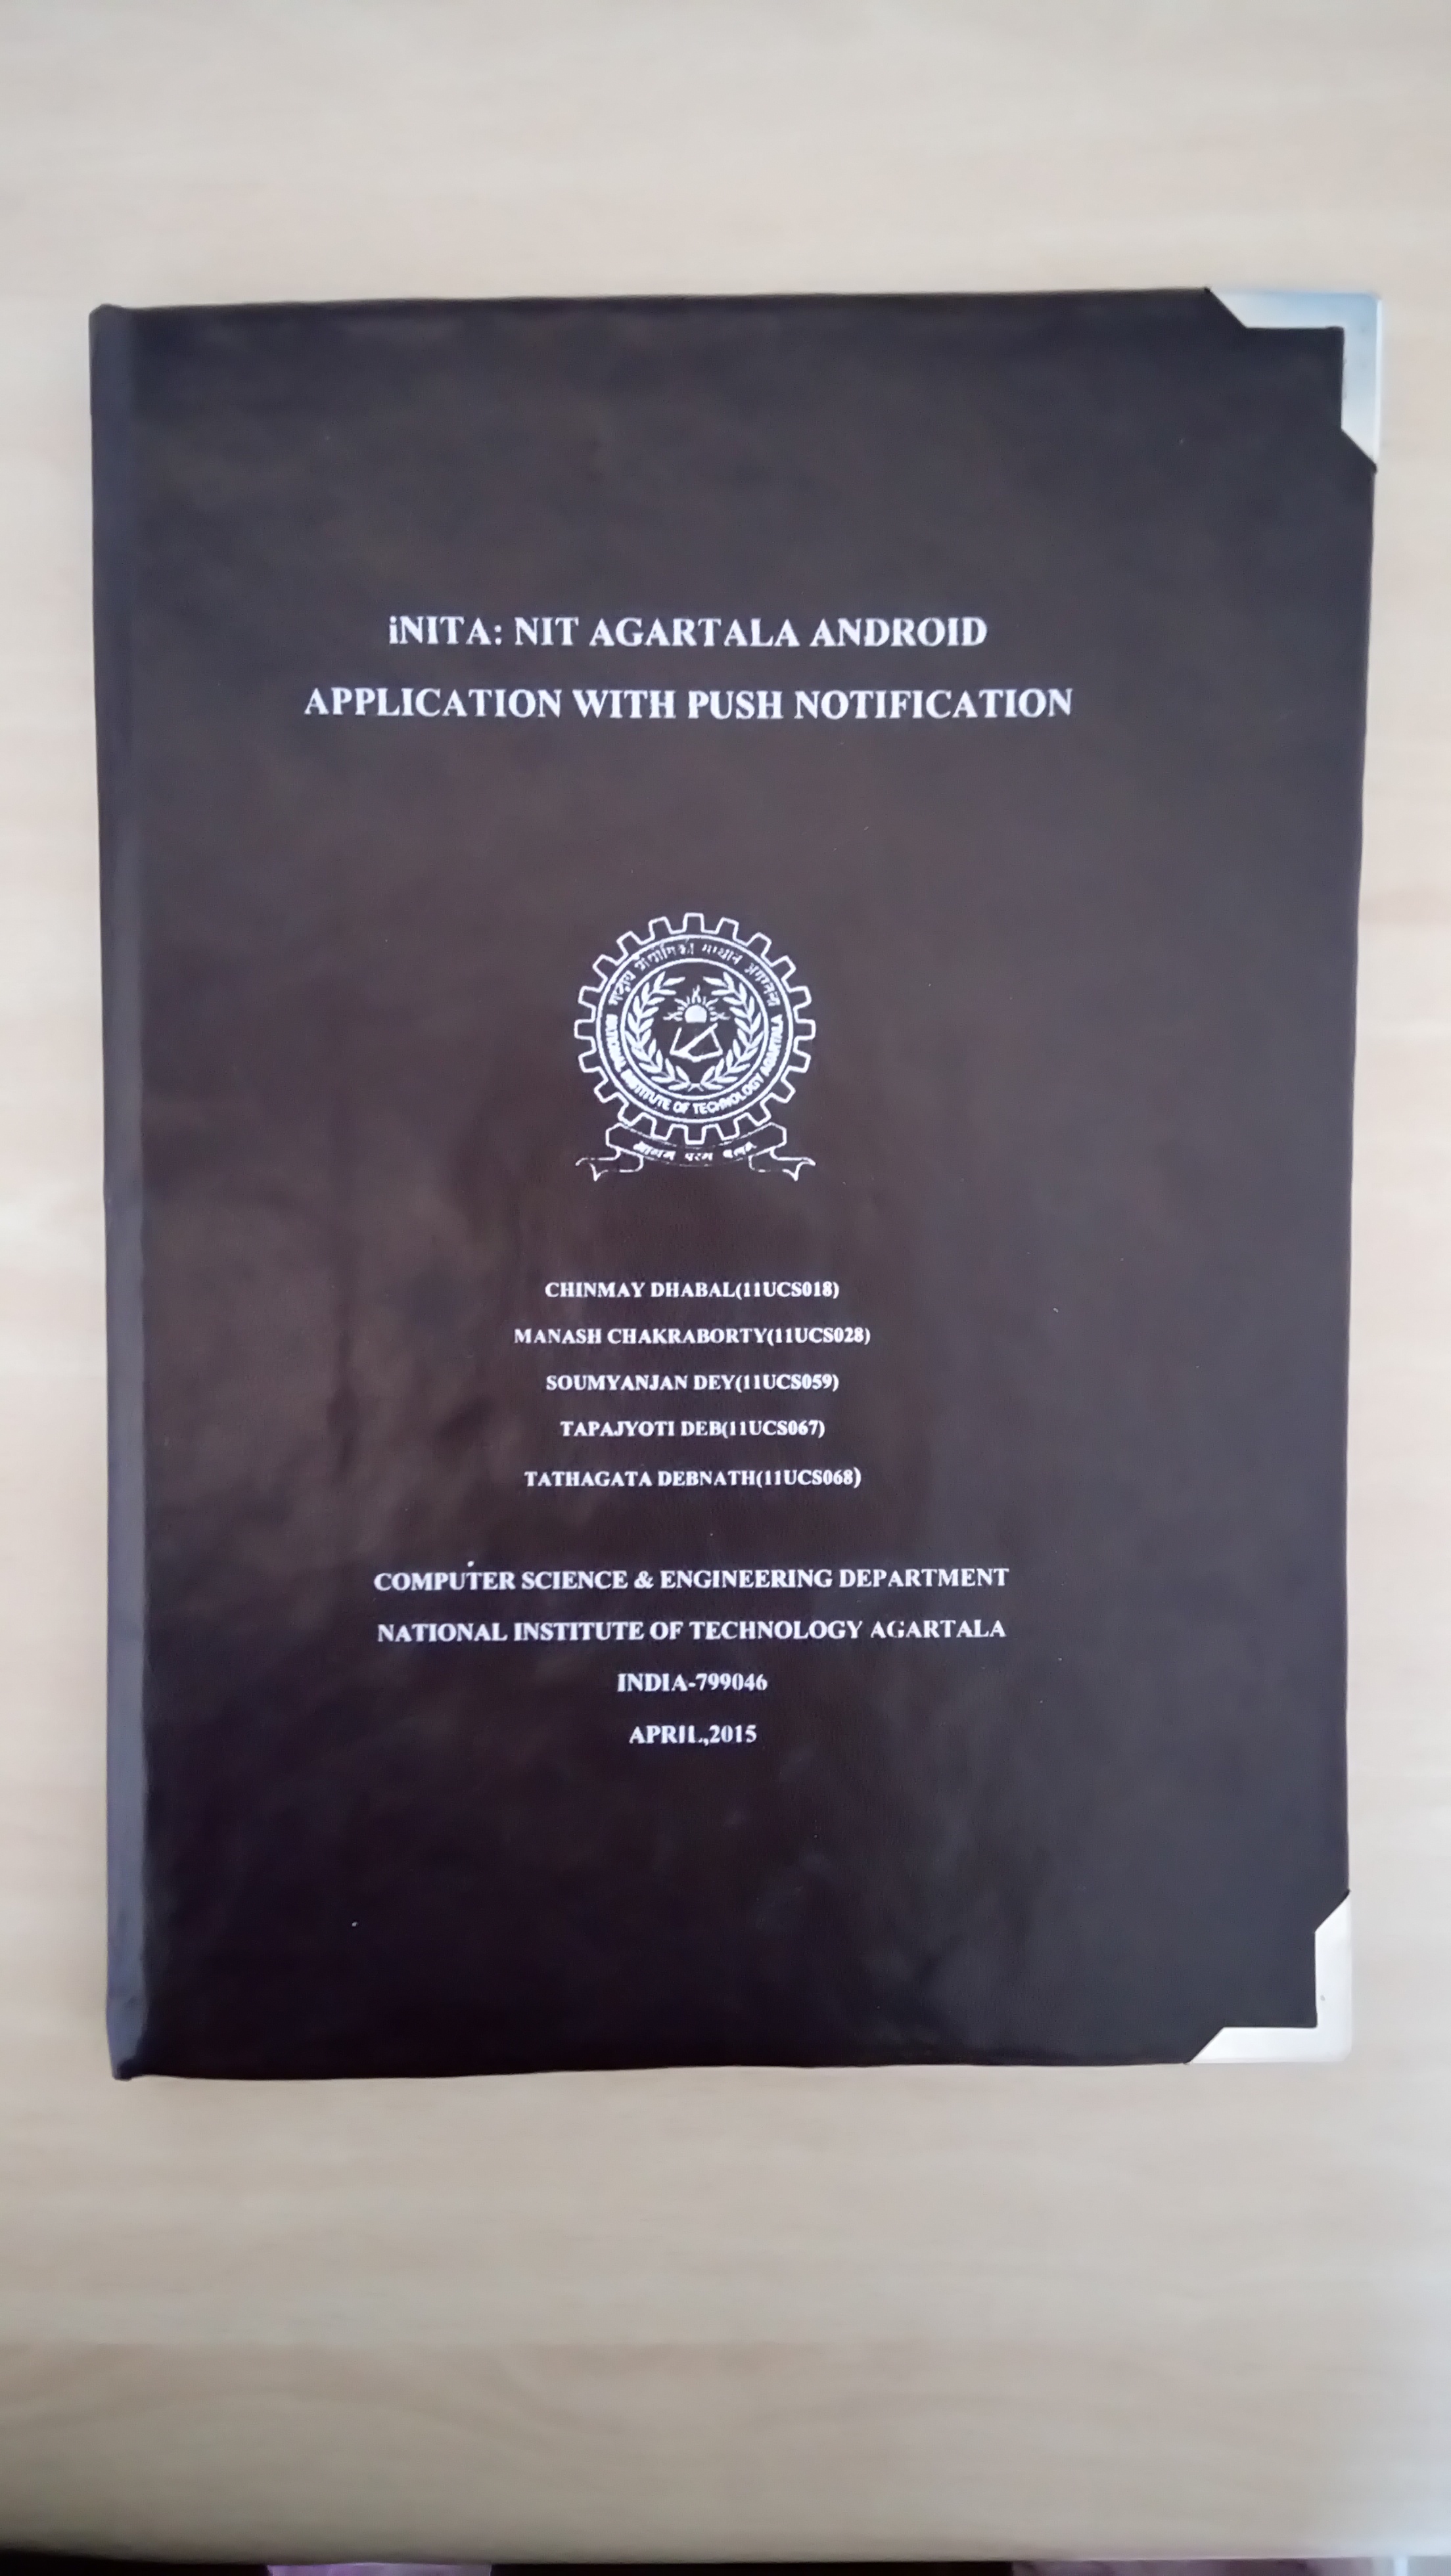 iNITA: NIT AGARTALA ANDROID
APPLICATION WITH PUSH NOTIFICATION
NATIONAL INSTITUTE OF TECHNOLOGY AGARTALA
CHINMAY DHABAL(11UCS018)
MANASH CHAKRABORTY(11UCS028)
SOUMYANJAN DEY(11UCS059)
TAPAJYOTI DEB(11UCS067)
TATHAGATA DEBNATH(11UCS068)
COMPUTER SCIENCE & ENGINEERING DEPARTMENT
NATIONAL INSTITUTE OF TECHNOLOGY AGARTALA
INDIA-799046
APRIL,2015